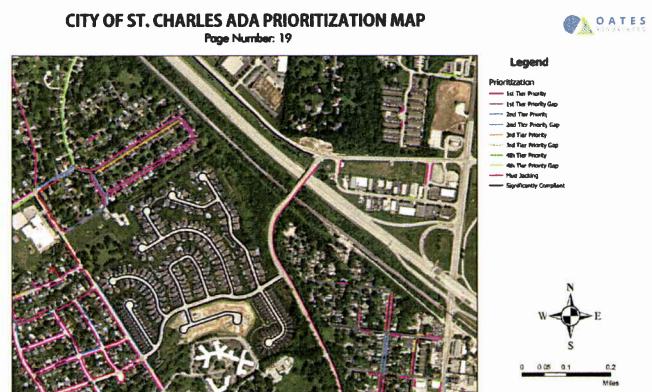 CITY OF ST. CHARLES ADA PRIORITIZATION MAP
Page Number: 19
OATES
ASSOCIATES
Legend
Prioritization
1st Tier Priority
1st Tier Priority Gap
2nd Tier Priority
2nd Tier Priority Gap
3rd Tier Priority
3rd Tier Priority Gap
4th Tier Priority
4th Tier Priority Gap
Mud Jacking
Significantly Compliant
N
W E
S
0 0.05 0.1 0.2
Miles